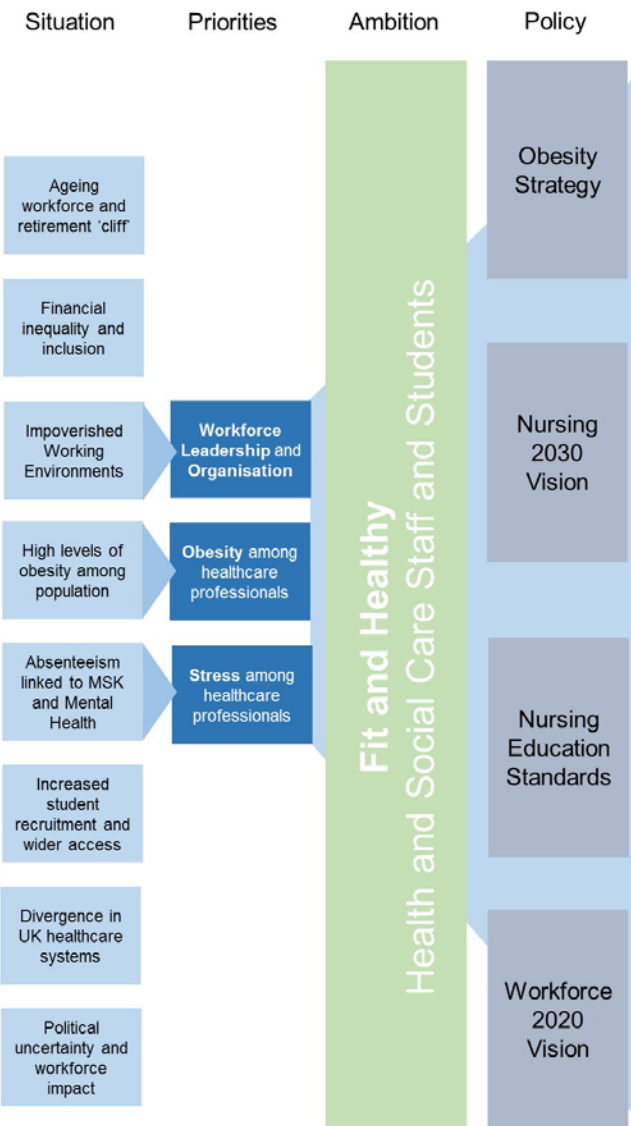 Situation
Priorities
Ambition
Policy
Ageing
workforce and
retirement ‘cliff’
Financial
inequality and
inclusion
Impoverished
Working
Environments
High levels of
obesity among
population
Absenteeism
linked to MSK
and Mental
Health
Increased
student
recruitment and
wider access
Divergence in
UK healthcare
systems
Political
uncertainty and
workforce
impact
Workforce
Leadership and
Organisation
Obesity among
healthcare
professionals
Stress among
healthcare
professionals
Fit and Healthy
Health and Social Care Staff and Students
Obesity
Strategy
Nursing
2030
Vision
Nursing
Education
Standards
Workforce
2020
Vision